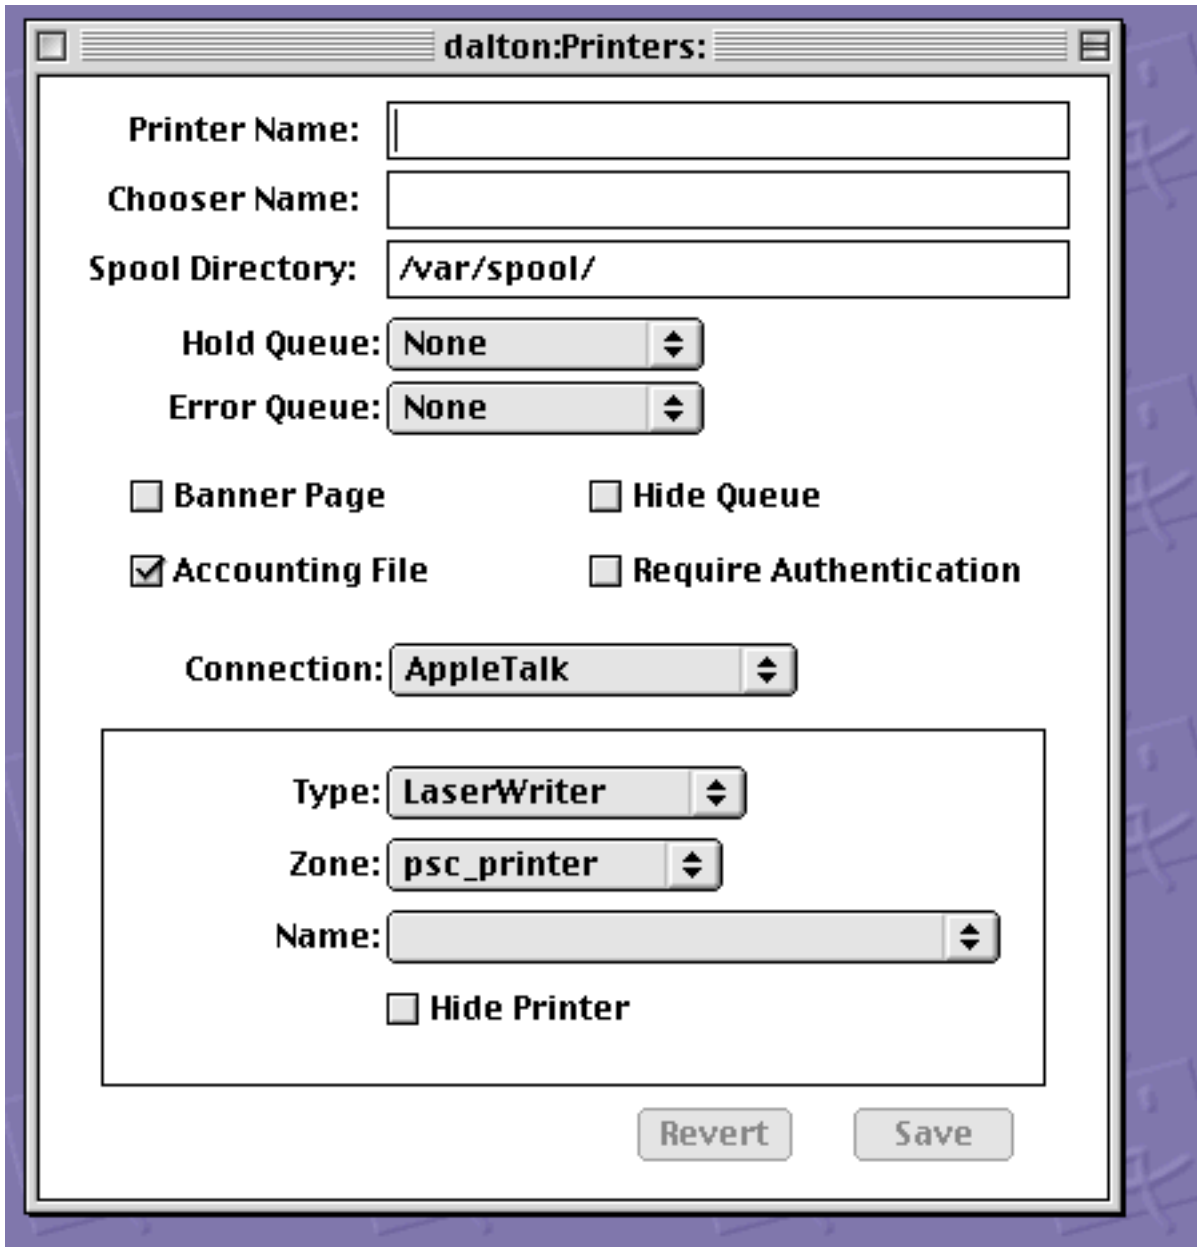 dalton:Printers:
Printer Name:
Chooser Name:
Spool Directory: /var/spool/
Hold Queue: None
Error Queue: None
Banner Page Hide Queue
Accounting File Require Authentication
Connection: AppleTalk
Type: LaserWriter
Zone: psc_printer
Name:
Hide Printer
Revert Save